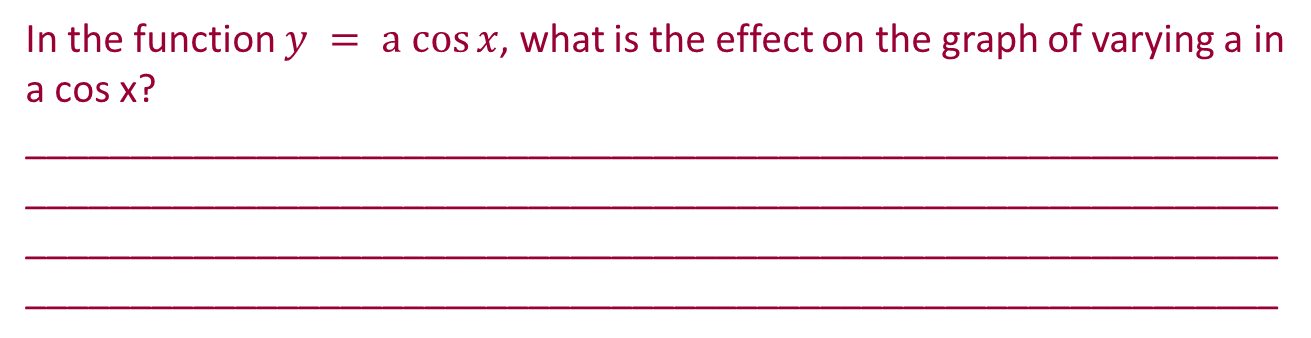 In the function y = a cos x, what is the effect on the graph of varying a in
a cos x?